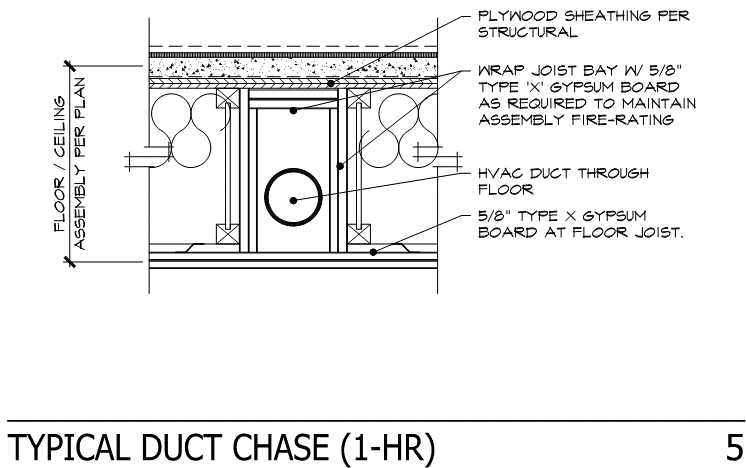 PLYWOOD SHEATHING PER
STRUCTURAL
WRAP JOIST BAY W/ 5/8"
TYPE 'X' GYPSUM BOARD
AS REQUIRED TO MAINTAIN
ASSEMBLY FIRE-RATING
HVAC DUCT THROUGH
FLOOR
5/8" TYPE X GYPSUM
BOARD AT FLOOR JOIST.
FLOOR / CEILING
ASSEMBLY PER PLAN
TYPICAL DUCT CHASE (1-HR) 5